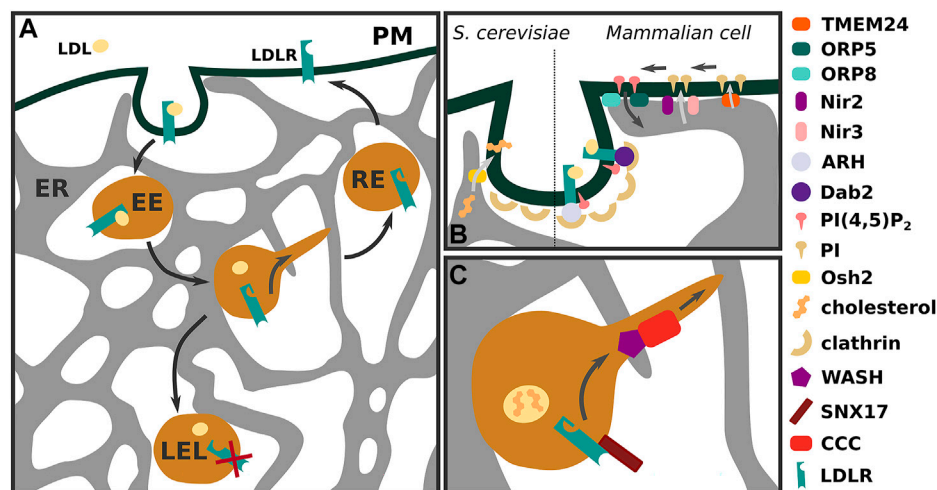 A
LDL
LDLR
PM
ER
EE
RE
LEL
S. cerevisiae
Mammalian cell
B
C
TMEM24
ORP5
ORP8
Nir2
Nir3
ARH
Dab2
PI(4,5)P₂
PI
Osh2
cholesterol
clathrin
WASH
SNX17
CCC
LDLR